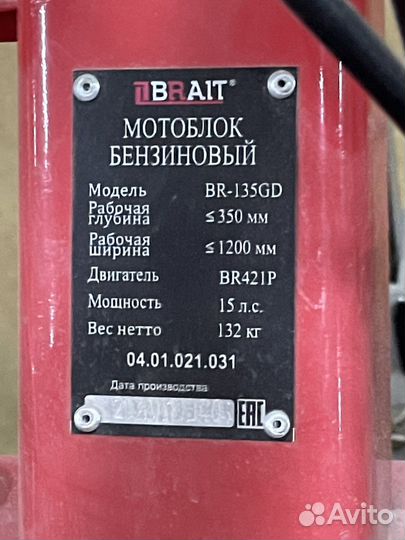 BRAIT®
МОТОБЛОК
БЕНЗИНОВЫЙ
Модель BR-135GD
Рабочая глубина ≤350 мм
Рабочая ширина ≤1200 мм
Двигатель BR421P
Мощность 15 л.с.
Вес нетто 132 кг
04.01.021.031
Дата производства
EAC
Avito